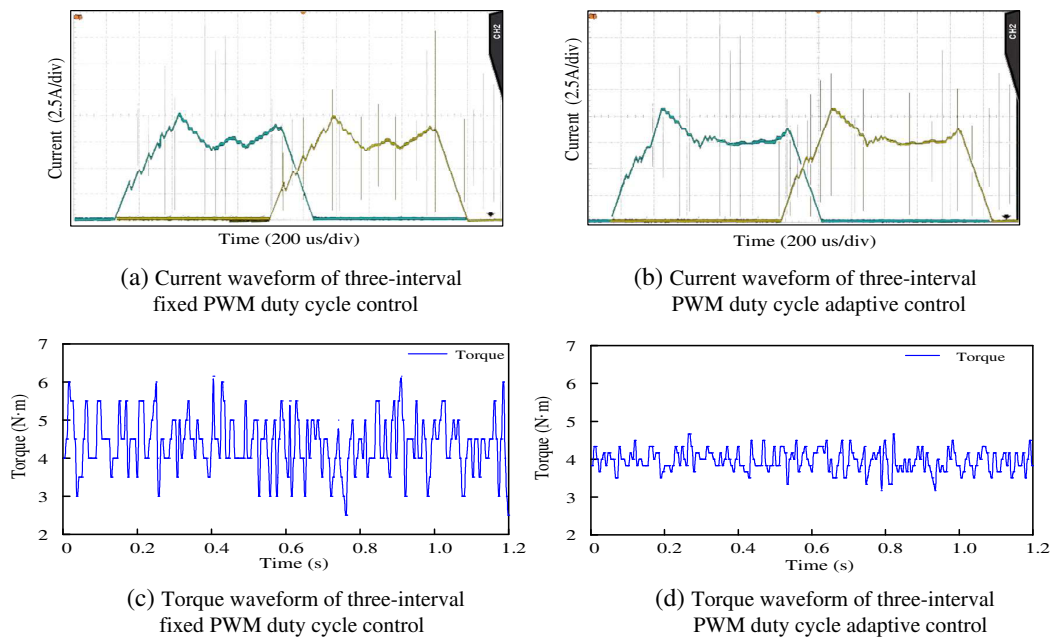 CH2
Current (2.5A/div)
Time (200 us/div)
(a) Current waveform of three-interval
fixed PWM duty cycle control
CH2
Current (2.5A/div)
Time (200 us/div)
(b) Current waveform of three-interval
PWM duty cycle adaptive control
7
6
5
4
3
2
Torque (N·m)
Torque
0
0.2
0.4
0.6
0.8
1.0
1.2
Time (s)
(c) Torque waveform of three-interval
fixed PWM duty cycle control
7
6
5
4
3
2
Torque (N·m)
Torque
0
0.2
0.4
0.6
0.8
1.0
1.2
Time (s)
(d) Torque waveform of three-interval
PWM duty cycle adaptive control